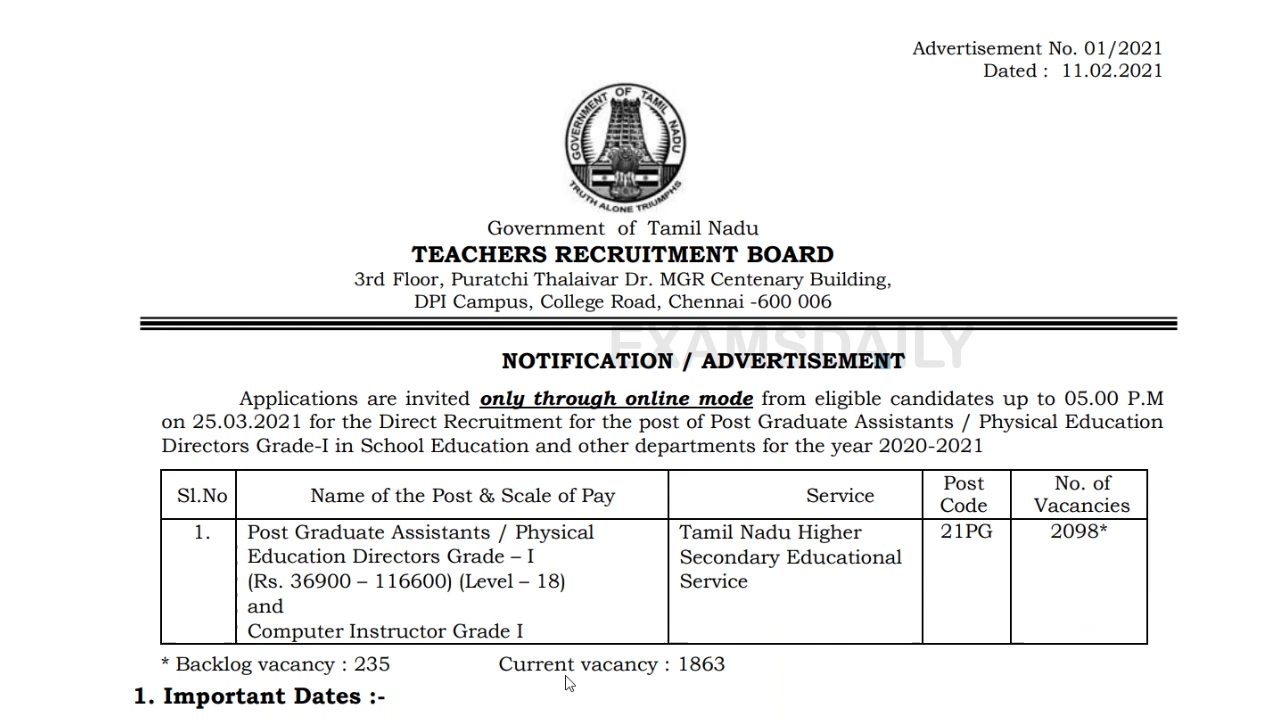 Advertisement No. 01/2021
Dated : 11.02.2021
GOVERNMENT OF TAMIL NADU
TRUTH ALONE TRIUMPHS
Government of Tamil Nadu
TEACHERS RECRUITMENT BOARD
3rd Floor, Puratchi Thalaivar Dr. MGR Centenary Building,
DPI Campus, College Road, Chennai -600 006
EXAMSDAILY
NOTIFICATION / ADVERTISEMENT
Applications are invited only through online mode from eligible candidates up to 05.00 P.M
on 25.03.2021 for the Direct Recruitment for the post of Post Graduate Assistants / Physical Education
Directors Grade-I in School Education and other departments for the year 2020-2021
Sl.No Name of the Post & Scale of Pay Service Post Code No. of Vacancies
1. Post Graduate Assistants / Physical Tamil Nadu Higher 21PG 2098*
Education Directors Grade – I Secondary Educational
(Rs. 36900 – 116600) (Level – 18) Service
and
Computer Instructor Grade I
* Backlog vacancy : 235 Current vacancy : 1863
1. Important Dates :-